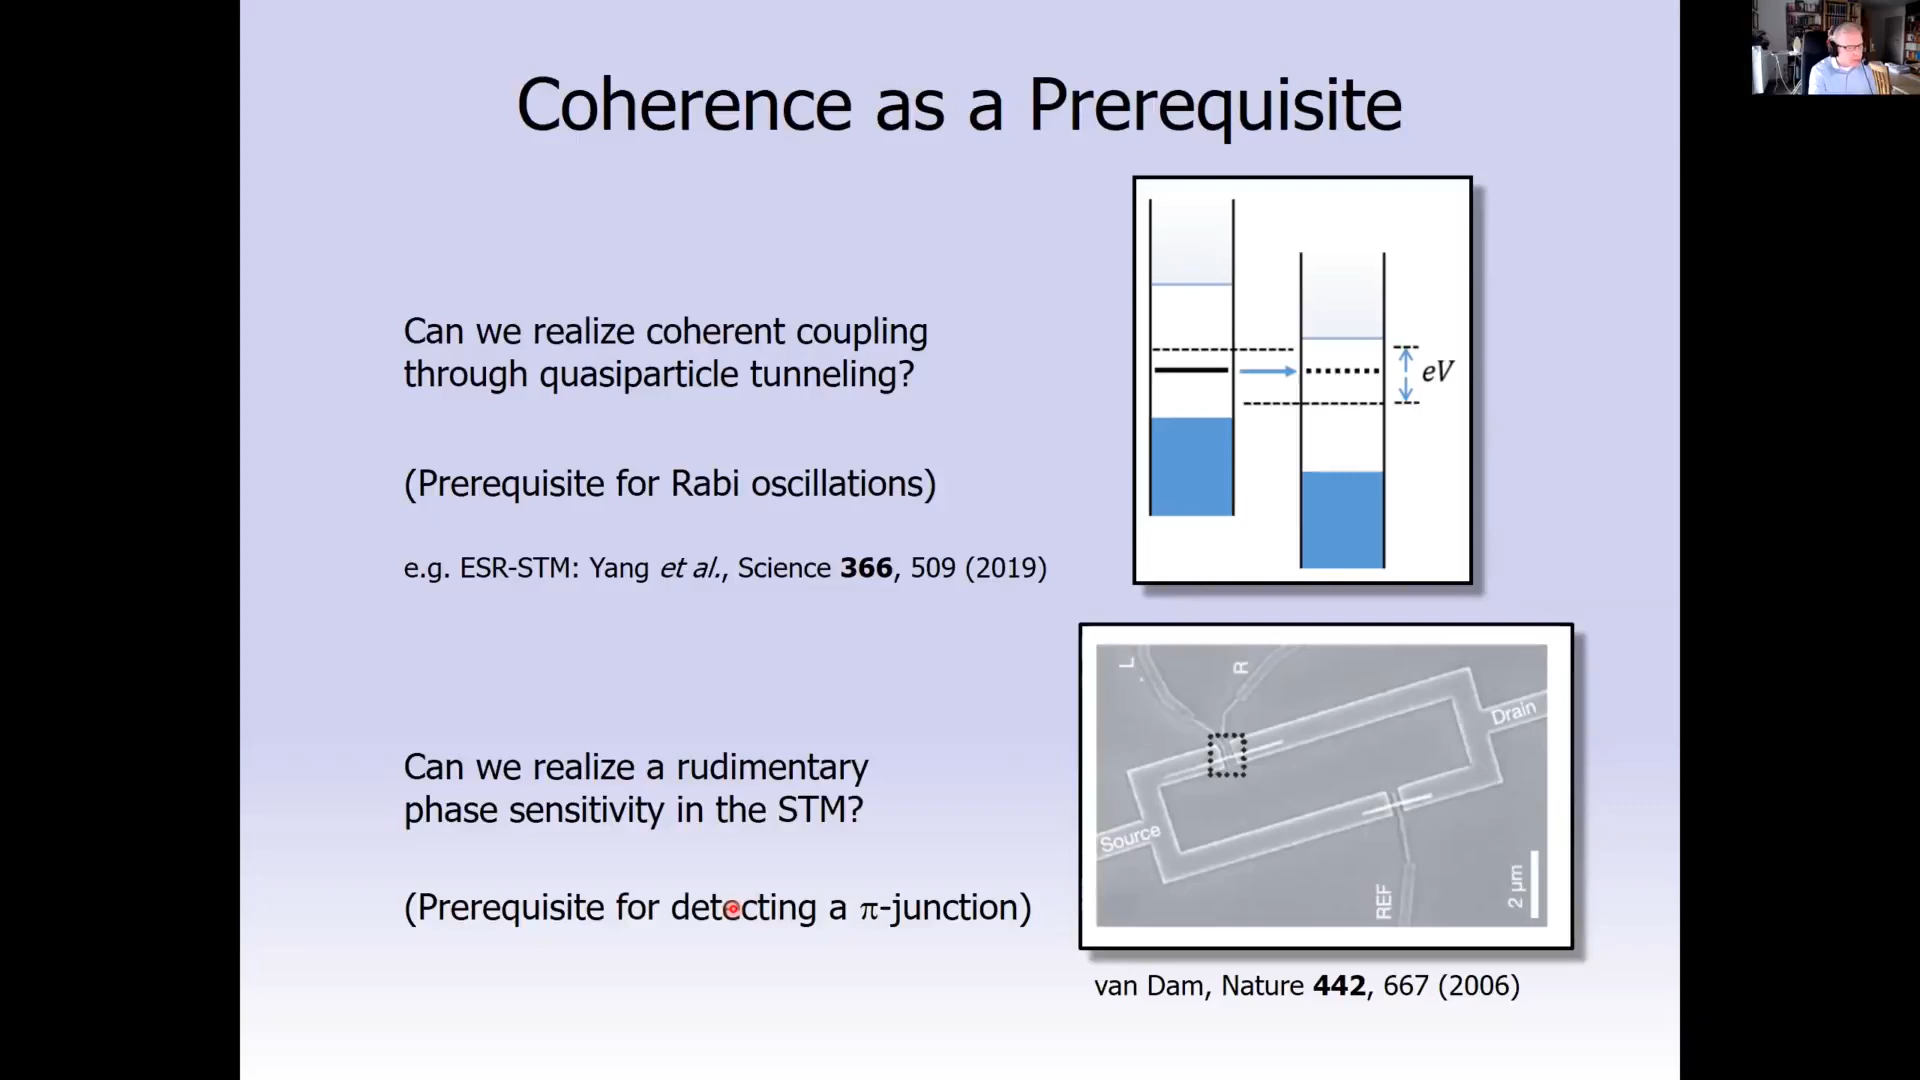 Coherence as a Prerequisite
Can we realize coherent coupling
through quasiparticle tunneling?
(Prerequisite for Rabi oscillations)
e.g. ESR-STM: Yang et al., Science 366, 509 (2019)
eV
Can we realize a rudimentary
phase sensitivity in the STM?
(Prerequisite for detecting a π-junction)
L
R
Drain
Source
REF
2 µm
van Dam, Nature 442, 667 (2006)